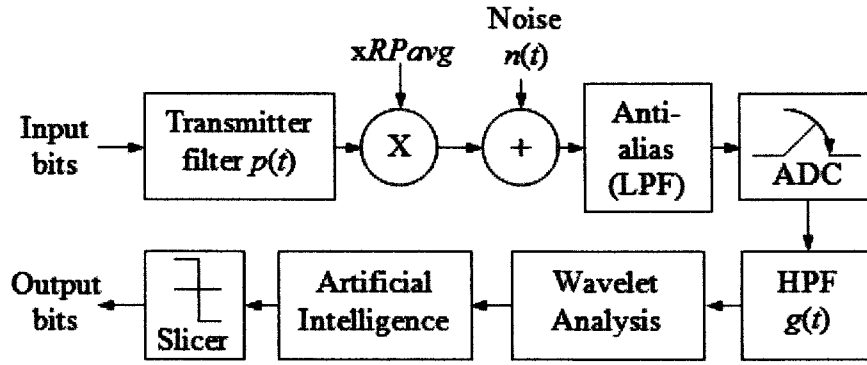 Noise
n(t)
xRPavg
Input
bits
Transmitter
filter p(t)
X
+
Anti-
alias
(LPF)
ADC
Output
bits
Slicer
Artificial
Intelligence
Wavelet
Analysis
HPF
g(t)